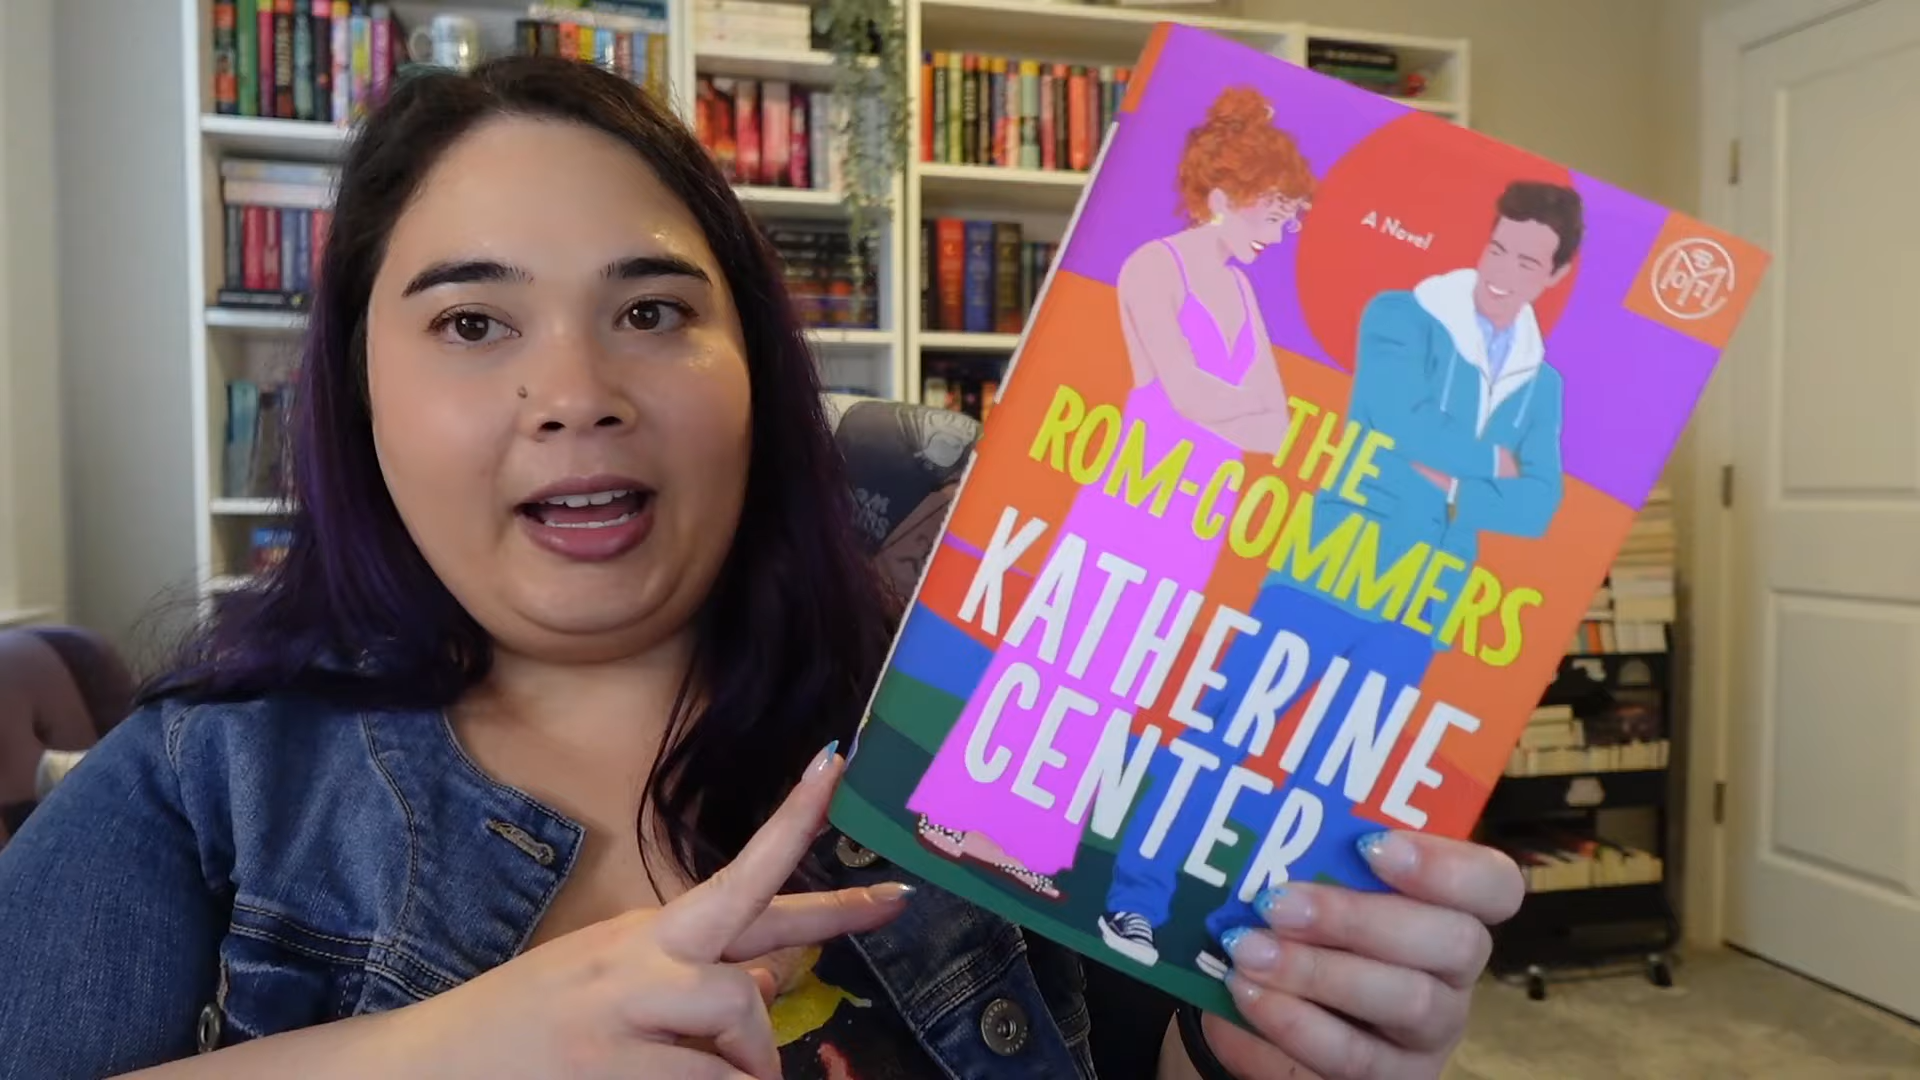 A Novel
THE
ROM-COMMERS
KATHERINE
CENTER